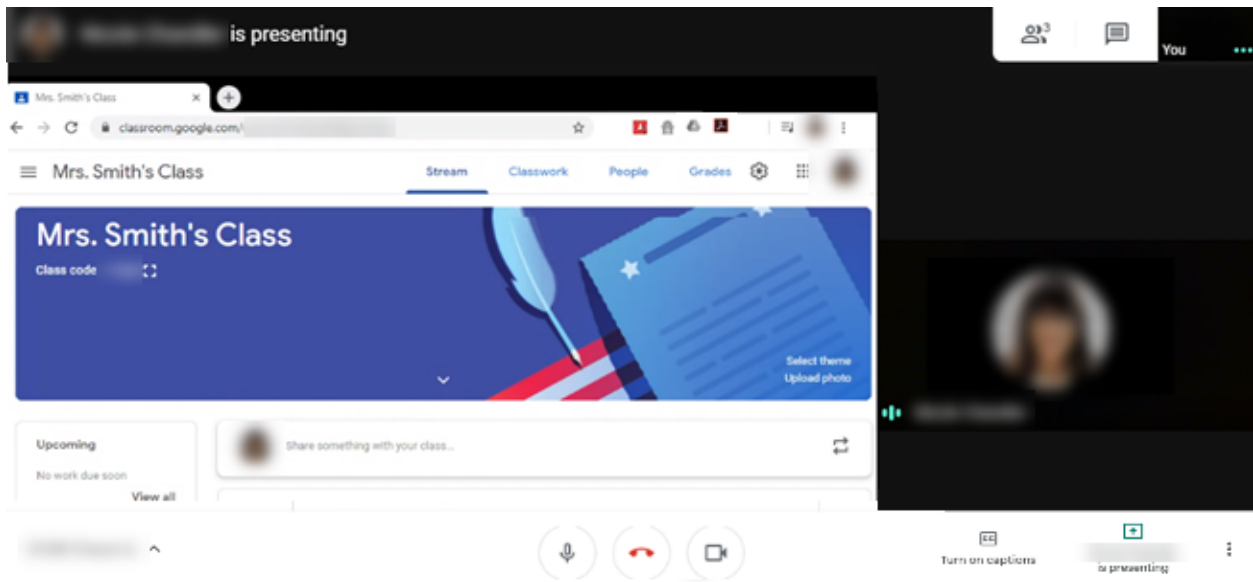 is presenting
3
You
Mrs. Smith's Class
classroom.google.com/
Mrs. Smith's Class
Stream Classwork People Grades
Mrs. Smith's Class
Class code
Select theme
Upload photo
Upcoming
No work due soon
View all
Share something with your class...
Turn on captions
is presenting